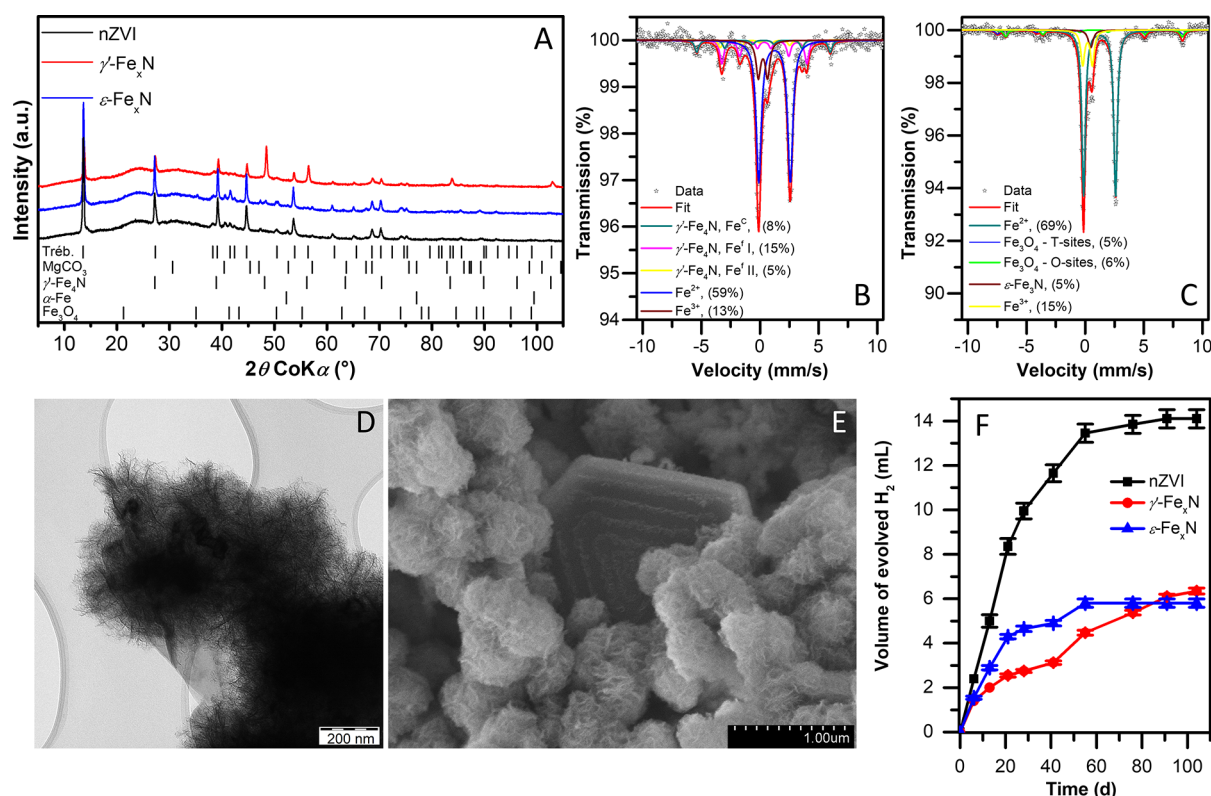 A
nZVI
γ′-FeₓN
ε-FeₓN
Intensity (a.u.)
Tréb.
MgCO₃
γ′-Fe₄N
α-Fe
Fe₃O₄
10 20 30 40 50 60 70 80 90 100
2θ CoKα (°)
B
100
99
98
97
96
95
94
Transmission (%)
Data
Fit
γ′-Fe₄N, Feᶜ, (8%)
γ′-Fe₄N, Feᶠ I, (15%)
γ′-Fe₄N, Feᶠ II, (5%)
Fe²⁺, (59%)
Fe³⁺, (13%)
-10 -5 0 5 10
Velocity (mm/s)
C
100
98
96
94
92
90
Transmission (%)
Data
Fit
Fe²⁺, (69%)
Fe₃O₄ - T-sites, (5%)
Fe₃O₄ - O-sites, (6%)
ε-Fe₃N, (5%)
Fe³⁺, (15%)
-10 -5 0 5 10
Velocity (mm/s)
D
200 nm
E
1.00um
F
14
12
10
8
6
4
2
0
Volume of evolved H₂ (mL)
nZVI
γ′-FeₓN
ε-FeₓN
0 20 40 60 80 100
Time (d)